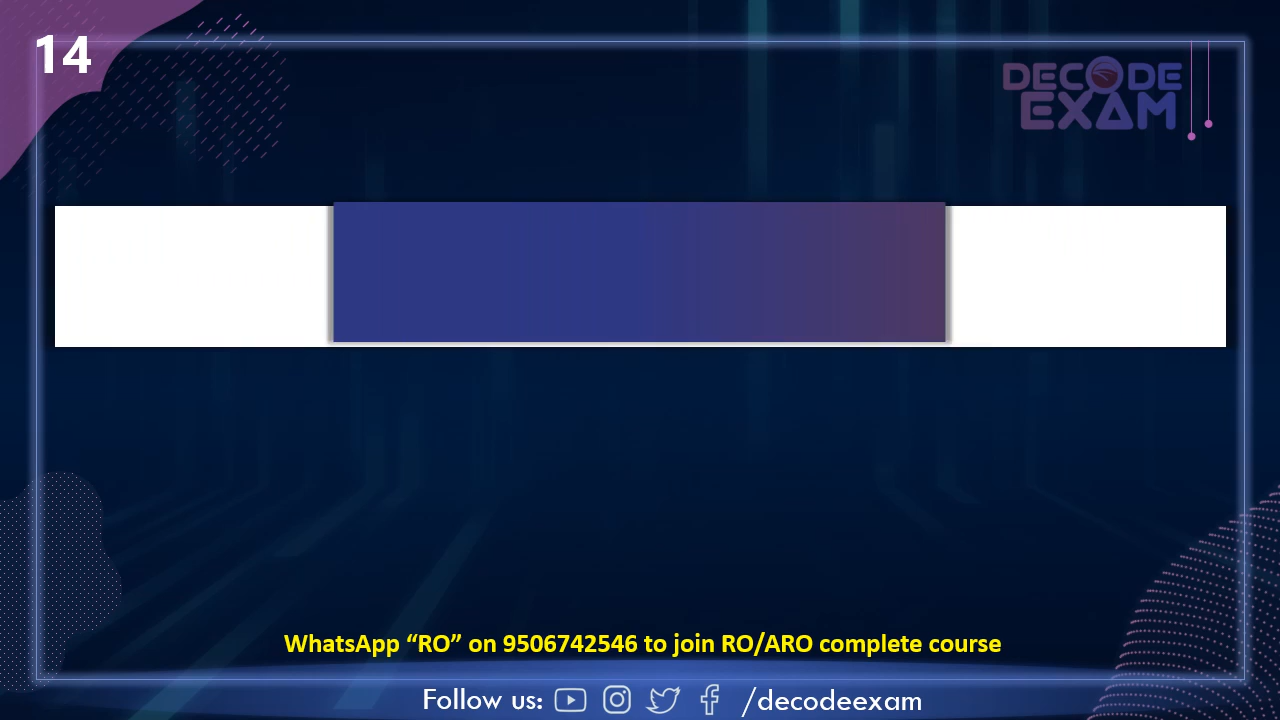 14
DECODE
EXAM
WhatsApp “RO” on 9506742546 to join RO/ARO complete course
Follow us: /decodeexam